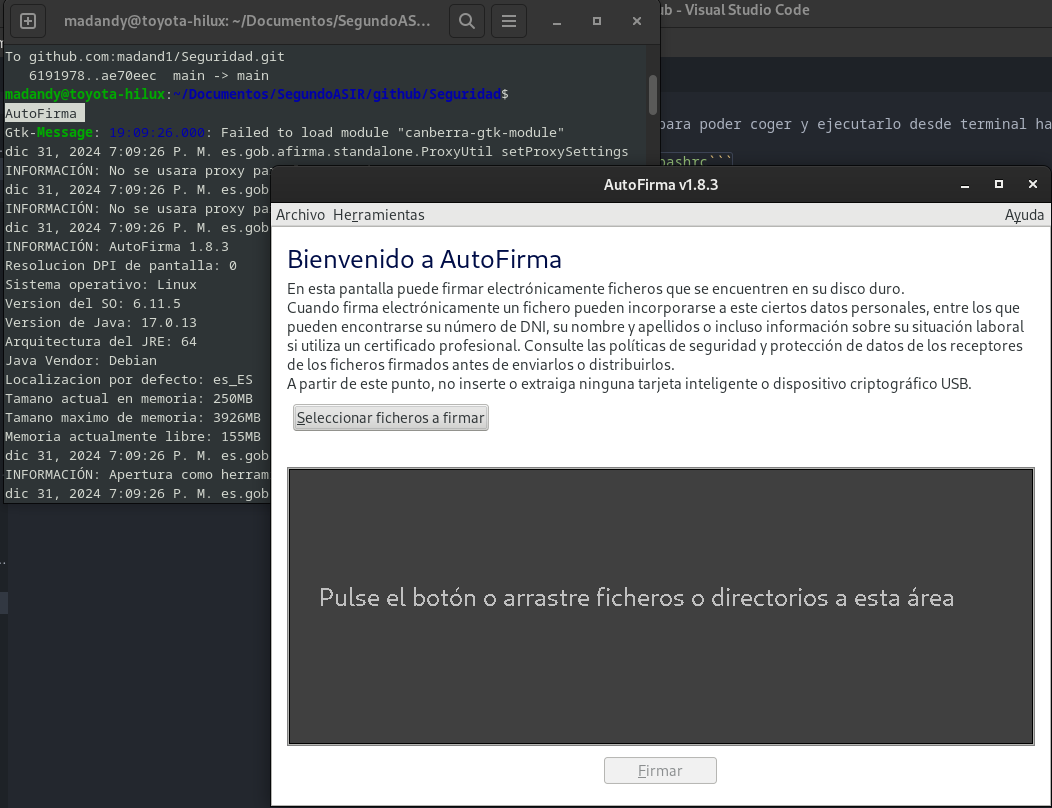 madandy@toyota-hilux: ~/Documentos/SegundoAS...
ub - Visual Studio Code
To github.com:madand1/Seguridad.git
6191978..ae70eec  main -> main
madandy@toyota-hilux:~/Documentos/SegundoASIR/github/Seguridad$
AutoFirma
Gtk-Message: 19:09:26.000: Failed to load module "canberra-gtk-module"
para poder coger y ejecutarlo desde terminal ha
dic 31, 2024 7:09:26 P. M. es.gob.afirma.standalone.ProxyUtil setProxySettings
bashrc```
INFORMACIÓN: No se usara proxy pa
dic 31, 2024 7:09:26 P. M. es.gob
INFORMACIÓN: No se usara proxy pa
dic 31, 2024 7:09:26 P. M. es.gob
INFORMACIÓN: AutoFirma 1.8.3
Resolucion DPI de pantalla: 0
Sistema operativo: Linux
Version del SO: 6.11.5
Version de Java: 17.0.13
Arquitectura del JRE: 64
Java Vendor: Debian
Localizacion por defecto: es_ES
Tamano actual en memoria: 250MB
Tamano maximo de memoria: 3926MB
Memoria actualmente libre: 155MB
dic 31, 2024 7:09:26 P. M. es.gob
INFORMACIÓN: Apertura como herram
dic 31, 2024 7:09:26 P. M. es.gob
AutoFirma v1.8.3
Archivo Herramientas Ayuda
Bienvenido a AutoFirma
En esta pantalla puede firmar electrónicamente ficheros que se encuentren en su disco duro.
Cuando firma electrónicamente un fichero pueden incorporarse a este ciertos datos personales, entre los que
pueden encontrarse su número de DNI, su nombre y apellidos o incluso información sobre su situación laboral
si utiliza un certificado profesional. Consulte las políticas de seguridad y protección de datos de los receptores
de los ficheros firmados antes de enviarlos o distribuirlos.
A partir de este punto, no inserte o extraiga ninguna tarjeta inteligente o dispositivo criptográfico USB.
Seleccionar ficheros a firmar
Pulse el botón o arrastre ficheros o directorios a esta área
Firmar